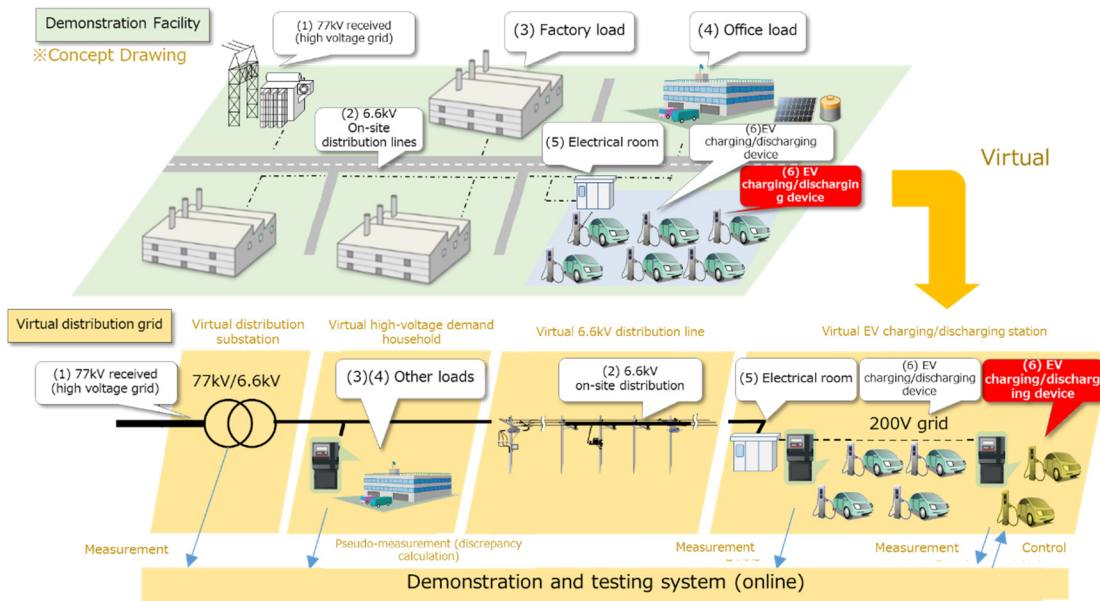 Demonstration Facility
※Concept Drawing
(1) 77kV received
(high voltage grid)
(3) Factory load
(4) Office load
(2) 6.6kV
On-site
distribution lines
(5) Electrical room
(6)EV
charging/discharging
device
(6) EV
charging/dischargin
g device
Virtual
Virtual distribution grid
Virtual distribution
substation
Virtual high-voltage demand
household
Virtual 6.6kV distribution line
Virtual EV charging/discharging station
(1) 77kV received
(high voltage grid)
77kV/6.6kV
(3)(4) Other loads
(2) 6.6kV
on-site distribution
(5) Electrical room
(6) EV
charging/discharging
device
(6) EV
charging/discharg
ing device
200V grid
Measurement
Pseudo-measurement (discrepancy
calculation)
Measurement
Measurement
Control
Demonstration and testing system (online)